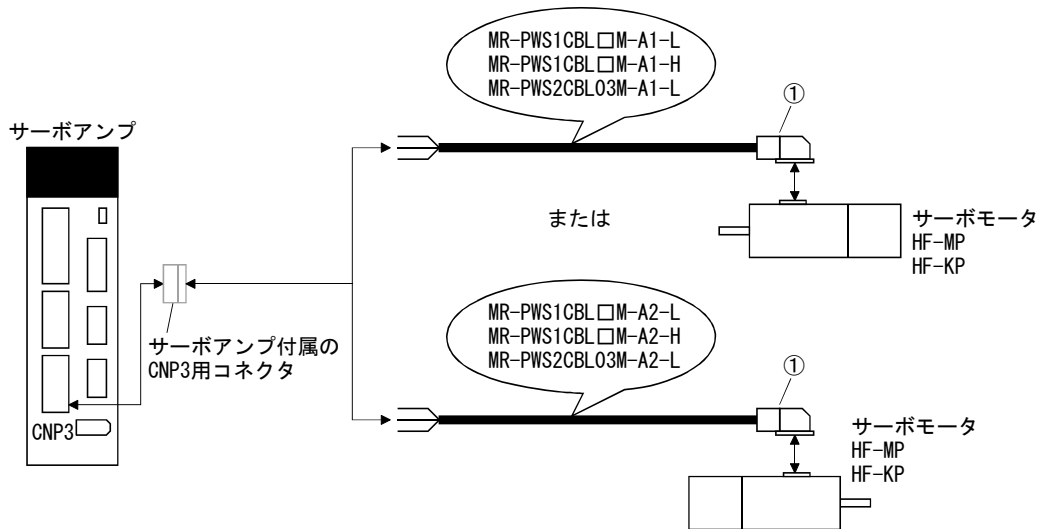 MR-PWS1CBL□M-A1-L
MR-PWS1CBL□M-A1-H
MR-PWS2CBL03M-A1-L
①
サーボアンプ
または
サーボモータ
HF-MP
HF-KP
サーボアンプ付属の
CNP3用コネクタ
MR-PWS1CBL□M-A2-L
MR-PWS1CBL□M-A2-H
MR-PWS2CBL03M-A2-L
①
CNP3
サーボモータ
HF-MP
HF-KP